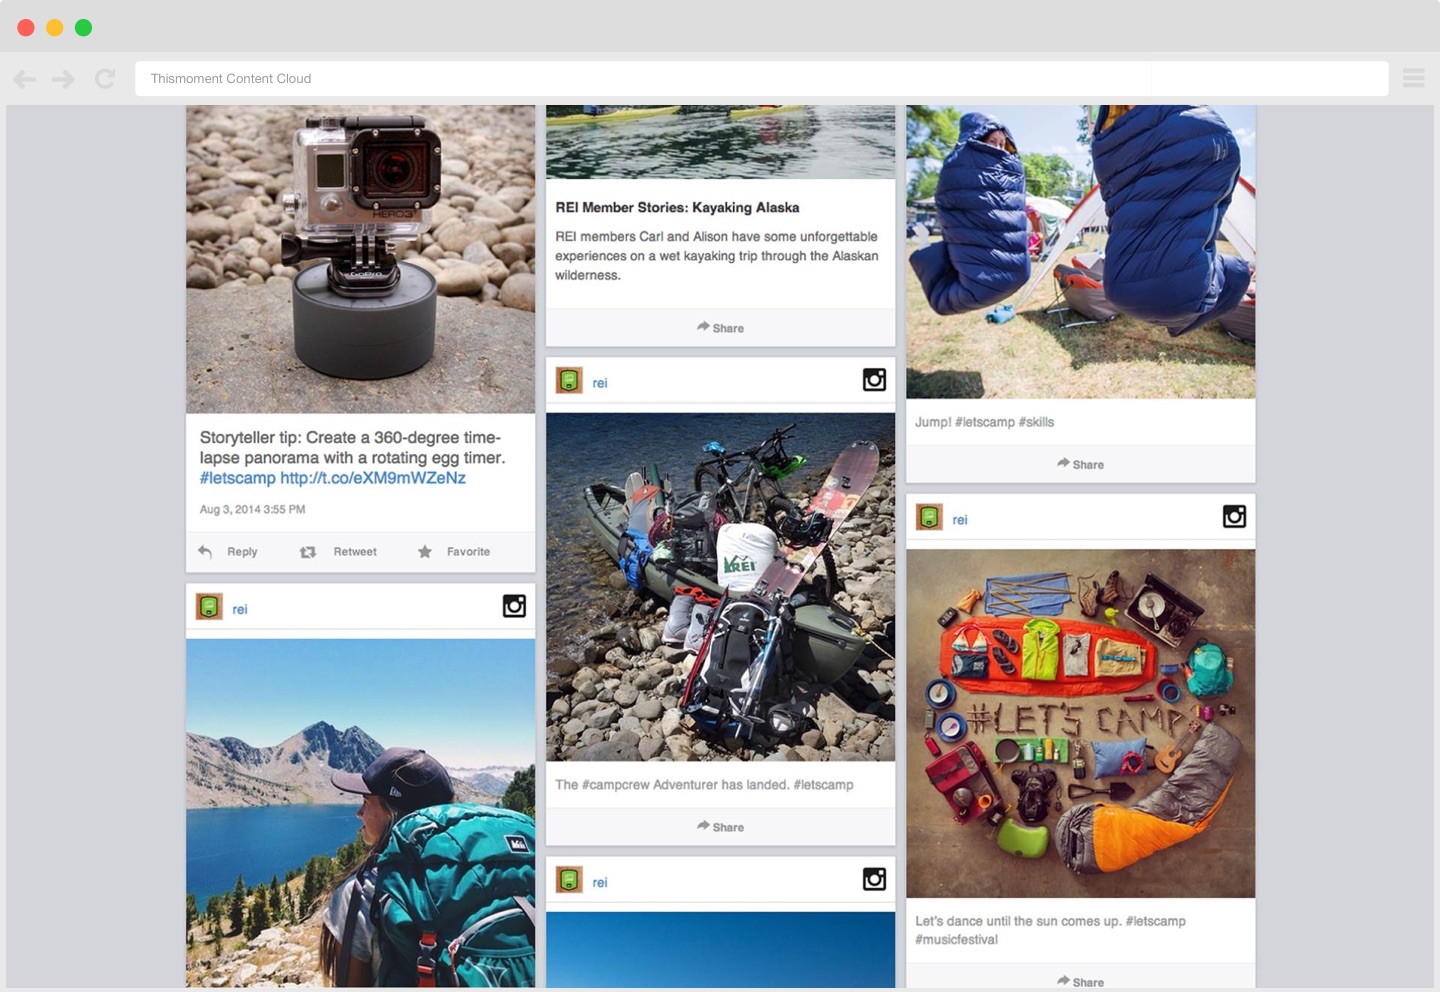 Thismoment Content Cloud
HERO3
GoPro
Storyteller tip: Create a 360-degree time-
lapse panorama with a rotating egg timer.
#letscamp http://t.co/eXM9mWZeNz
Aug 3, 2014 3:55 PM
Reply Retweet Favorite
rei
REI Member Stories: Kayaking Alaska
REI members Carl and Alison have some unforgettable
experiences on a wet kayaking trip through the Alaskan
wilderness.
Share
rei
REI
The #campcrew Adventurer has landed. #letscamp
Share
rei
Jump! #letscamp #skills
Share
rei
#LET'S CAMP
Let's dance until the sun comes up. #letscamp
#musicfestival
Share